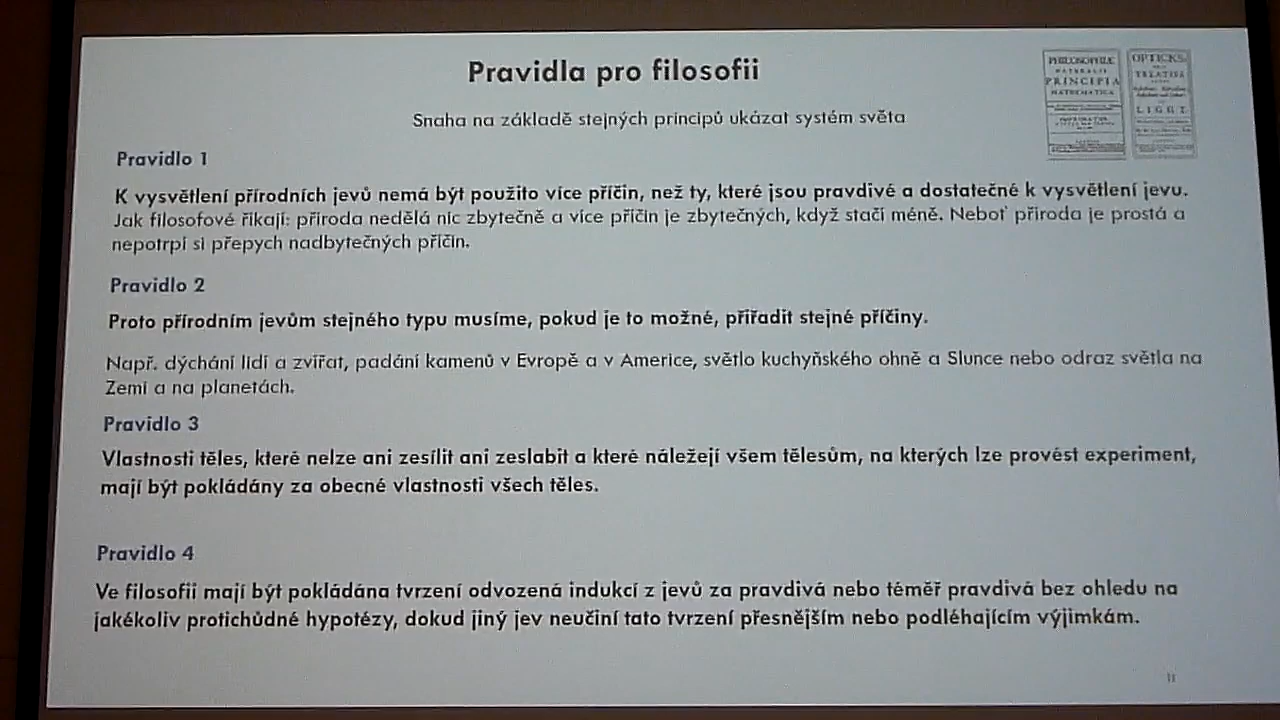 Pravidla pro filosofii
PHILOSOPHIÆ
NATURALIS
PRINCIPIA
MATHEMATICA
OPTICKS:
TREATISE
LIGHT.
Snaha na základě stejných principů ukázat systém světa
Pravidlo 1
K vysvětlení přírodních jevů nemá být použito více příčin, než ty, které jsou pravdivé a dostatečné k vysvětlení jevu.
Jak filosofové říkají: příroda nedělá nic zbytečně a více příčin je zbytečných, když stačí méně. Neboť příroda je prostá a
nepotrpí si přepych nadbytečných příčin.
Pravidlo 2
Proto přírodním jevům stejného typu musíme, pokud je to možné, přiřadit stejné příčiny.
Např. dýchání lidí a zvířat, padání kamenů v Evropě a v Americe, světlo kuchyňského ohně a Slunce nebo odraz světla na
Zemi a na planetách.
Pravidlo 3
Vlastnosti těles, které nelze ani zesílit ani zeslabit a které náležejí všem tělesům, na kterých lze provést experiment,
mají být pokládány za obecné vlastnosti všech těles.
Pravidlo 4
Ve filosofii mají být pokládána tvrzení odvozená indukcí z jevů za pravdivá nebo téměř pravdivá bez ohledu na
jakékoliv protichůdné hypotézy, dokud jiný jev neučiní tato tvrzení přesnějším nebo podléhajícím výjimkám.
11